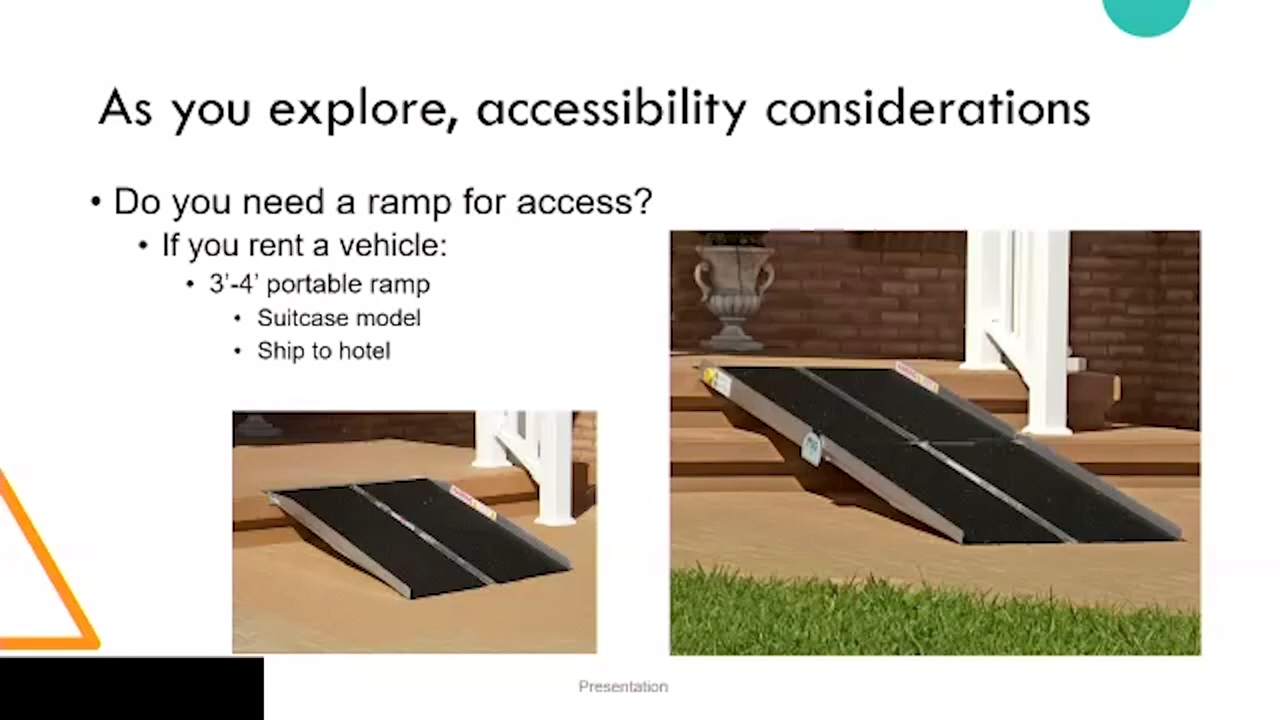 As you explore, accessibility considerations
• Do you need a ramp for access?
• If you rent a vehicle:
• 3’-4’ portable ramp
• Suitcase model
• Ship to hotel
Presentation